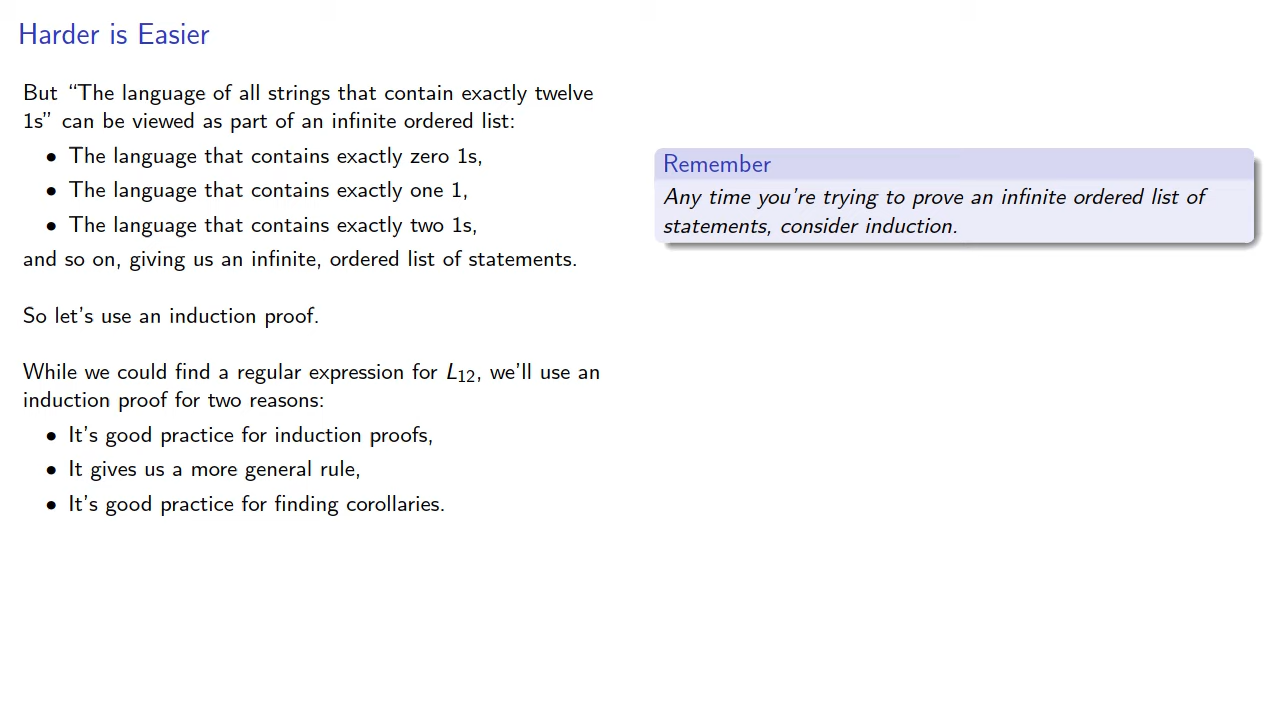 Harder is Easier
But “The language of all strings that contain exactly twelve
1s” can be viewed as part of an infinite ordered list:
• The language that contains exactly zero 1s,
• The language that contains exactly one 1,
• The language that contains exactly two 1s,
and so on, giving us an infinite, ordered list of statements.
So let’s use an induction proof.
While we could find a regular expression for L₁₂, we’ll use an
induction proof for two reasons:
• It’s good practice for induction proofs,
• It gives us a more general rule,
• It’s good practice for finding corollaries.
Remember
Any time you’re trying to prove an infinite ordered list of
statements, consider induction.